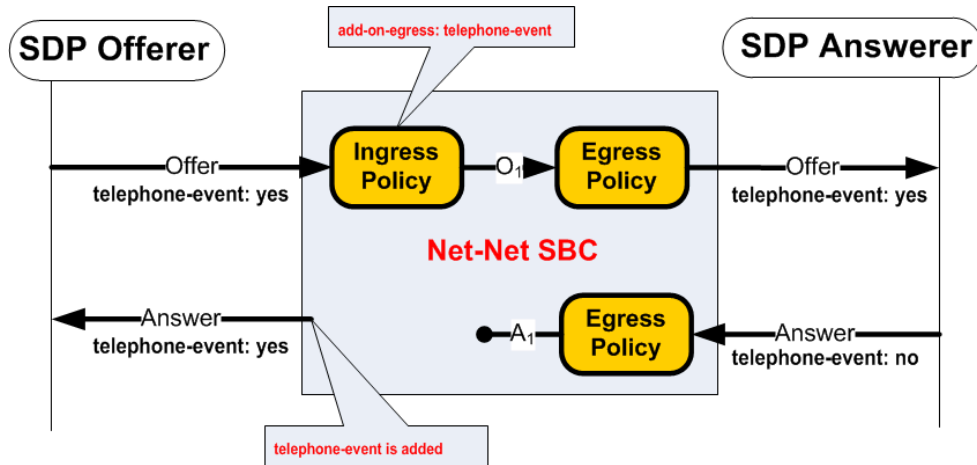 SDP Offerer
add-on-egress: telephone-event
SDP Answerer
Offer
telephone-event: yes
Ingress
Policy
O1
Egress
Policy
Offer
telephone-event: yes
Net-Net SBC
Answer
telephone-event: yes
A1
Egress
Policy
Answer
telephone-event: no
telephone-event is added